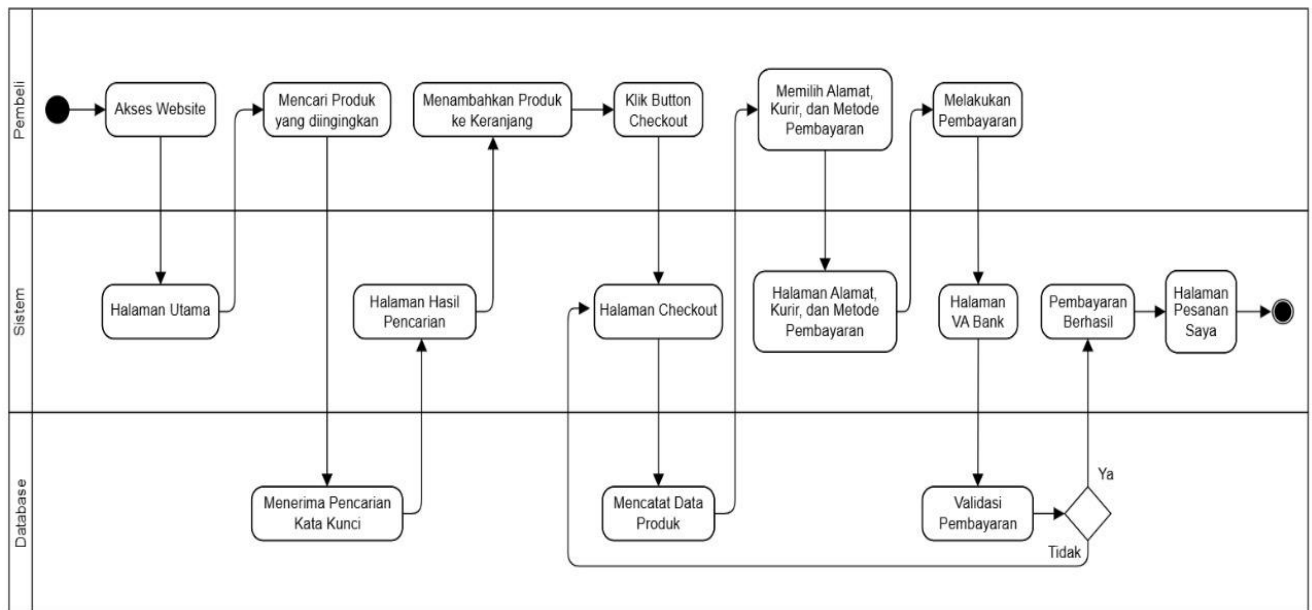 Pembeli
Akses Website
Mencari Produk
yang diingingkan
Menambahkan Produk
ke Keranjang
Klik Button
Checkout
Memilih Alamat,
Kurir, dan Metode
Pembayaran
Melakukan
Pembayaran
Sistem
Halaman Utama
Halaman Hasil
Pencarian
Halaman Checkout
Halaman Alamat,
Kurir, dan Metode
Pembayaran
Halaman
VA Bank
Pembayaran
Berhasil
Halaman
Pesanan
Saya
Database
Menerima Pencarian
Kata Kunci
Mencatat Data
Produk
Validasi
Pembayaran
Ya
Tidak